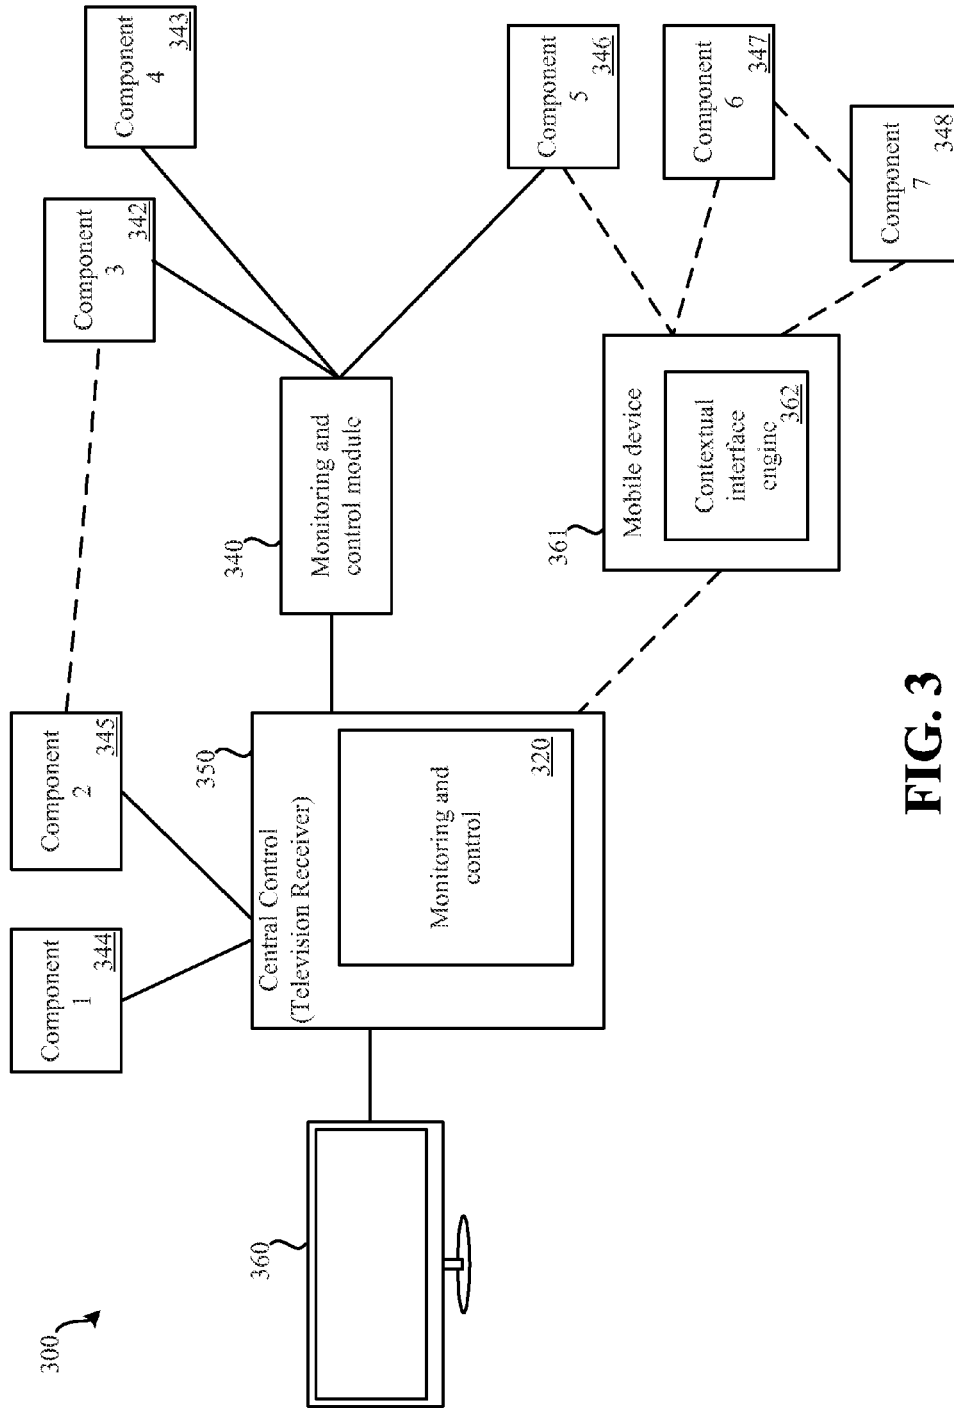 300
360
Component
1
344
Component
2
345
Component
3
342
Component
4
343
350
Central Control
(Television Receiver)
Monitoring and
control
320
340
Monitoring and
control module
Component
5
346
361
Mobile device
Contextual
interface
engine
362
Component
6
347
Component
7
348
FIG. 3